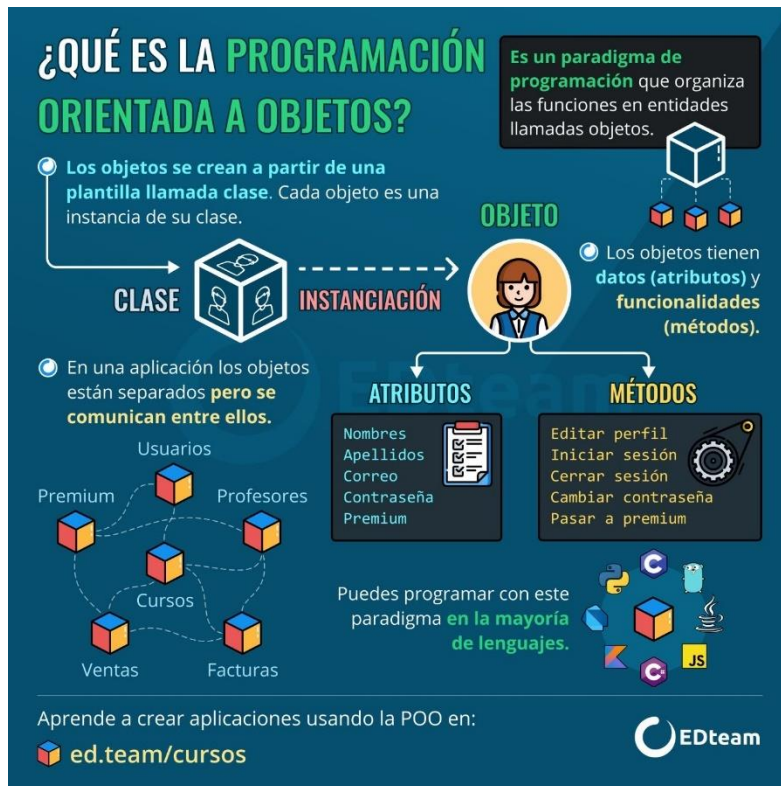 ¿QUÉ ES LA PROGRAMACIÓN
ORIENTADA A OBJETOS?
Es un paradigma de
programación que organiza
las funciones en entidades
llamadas objetos.
Los objetos se crean a partir de una
plantilla llamada clase. Cada objeto es una
instancia de su clase.
CLASE
INSTANCIACIÓN
OBJETO
Los objetos tienen
datos (atributos) y
funcionalidades
(métodos).
En una aplicación los objetos
están separados pero se
comunican entre ellos.
Usuarios
Premium
Profesores
Cursos
Ventas
Facturas
ATRIBUTOS
Nombres
Apellidos
Correo
Contraseña
Premium
MÉTODOS
Editar perfil
Iniciar sesión
Cerrar sesión
Cambiar contraseña
Pasar a premium
Puedes programar con este
paradigma en la mayoría
de lenguajes.
C
JS
C#
Aprende a crear aplicaciones usando la POO en:
ed.team/cursos
EDteam
EDteam